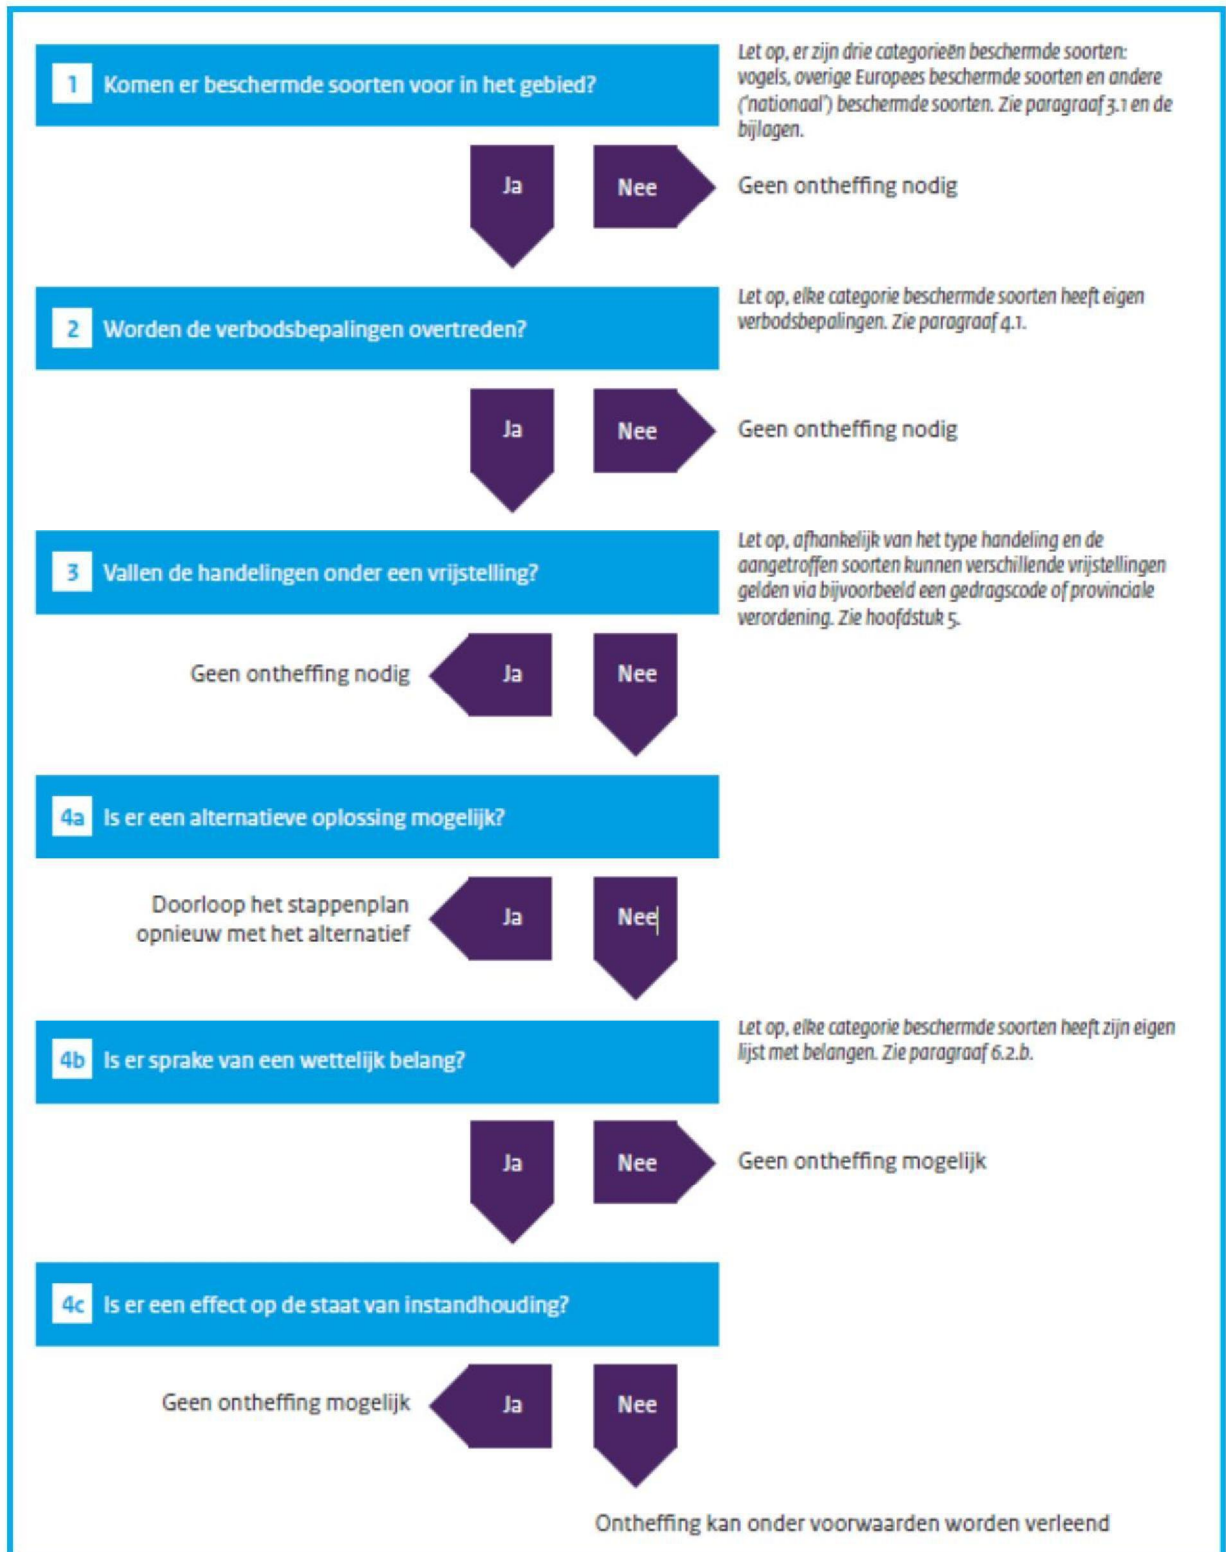 1 Komen er beschermde soorten voor in het gebied?
Let op, er zijn drie categorieën beschermde soorten:
vogels, overige Europees beschermde soorten en andere
('nationaal') beschermde soorten. Zie paragraaf 3.1 en de
bijlagen.
Ja
Nee
Geen ontheffing nodig
2 Worden de verbodsbepalingen overtreden?
Let op, elke categorie beschermde soorten heeft eigen
verbodsbepalingen. Zie paragraaf 4.1.
Ja
Nee
Geen ontheffing nodig
3 Vallen de handelingen onder een vrijstelling?
Let op, afhankelijk van het type handeling en de
aangetroffen soorten kunnen verschillende vrijstellingen
gelden via bijvoorbeeld een gedragscode of provinciale
verordening. Zie hoofdstuk 5.
Geen ontheffing nodig
Ja
Nee
4a Is er een alternatieve oplossing mogelijk?
Doorloop het stappenplan
opnieuw met het alternatief
Ja
Nee
4b Is er sprake van een wettelijk belang?
Let op, elke categorie beschermde soorten heeft zijn eigen
lijst met belangen. Zie paragraaf 6.2.b.
Ja
Nee
Geen ontheffing mogelijk
4c Is er een effect op de staat van instandhouding?
Geen ontheffing mogelijk
Ja
Nee
Ontheffing kan onder voorwaarden worden verleend